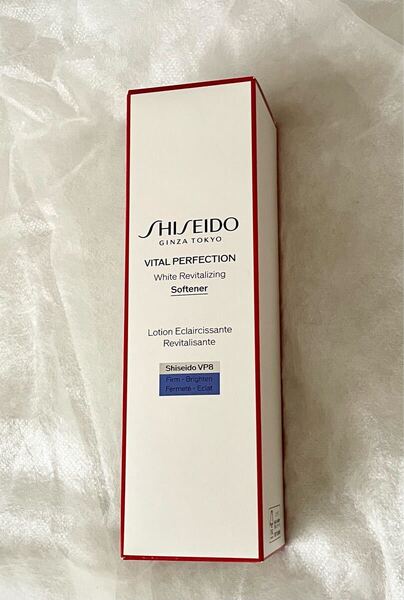 SHISEIDO
GINZA TOKYO
VITAL PERFECTION
White Revitalizing
Softener
Lotion Eclaircissante
Revitalisante
Shiseido VP8
Firm - Brighten
Fermeté - Eclat